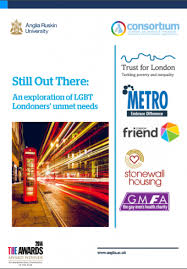 Anglia Ruskin
University
consortium
Trust for London
Tackling poverty and inequality
Still Out There:
An exploration of LGBT
Londoners' unmet needs
METRO
Embrace Difference
friend
stonewall
housing
GMFA
the gay men's health charity
2014
THE AWARDS
www.anglia.ac.uk